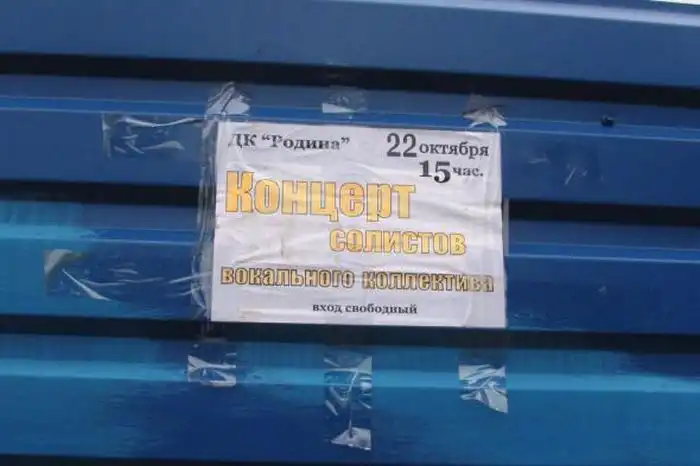 ДК "Родина" 22 октября
15 час.
Концерт
солистов
вокального коллектива
вход свободный